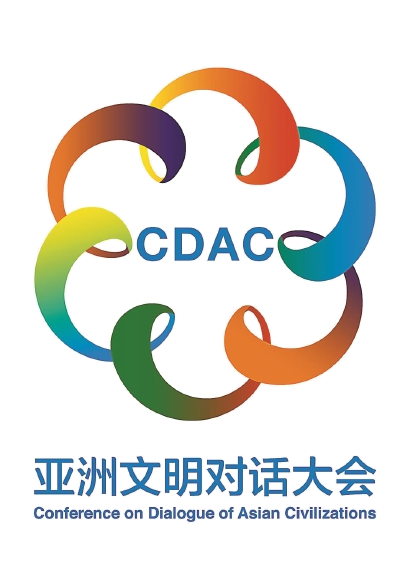 CDAC
亚洲文明对话大会
Conference on Dialogue of Asian Civilizations